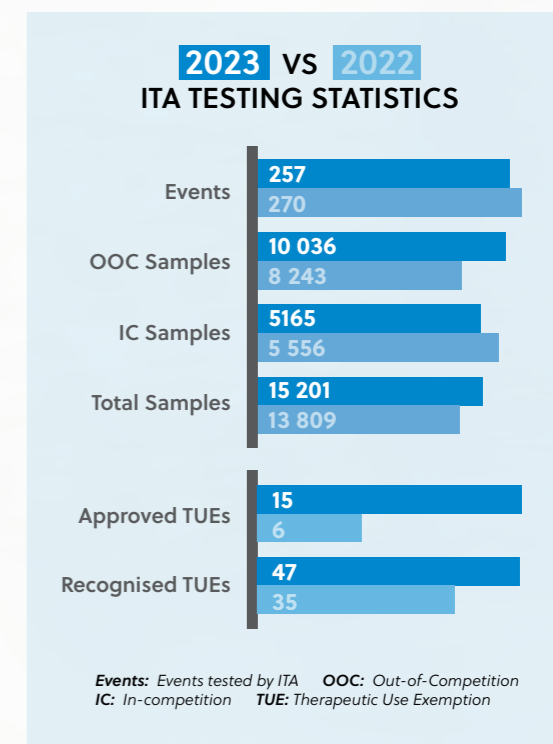 2023 VS 2022
ITA TESTING STATISTICS
Events
257
270
OOC Samples
10 036
8 243
IC Samples
5165
5 556
Total Samples
15 201
13 809
Approved TUEs
15
6
Recognised TUEs
47
35
Events: Events tested by ITA OOC: Out-of-Competition
IC: In-competition TUE: Therapeutic Use Exemption